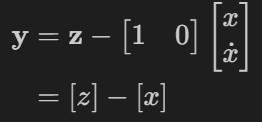 y = z − [1 0] [x ẋ]
= [z] − [x]